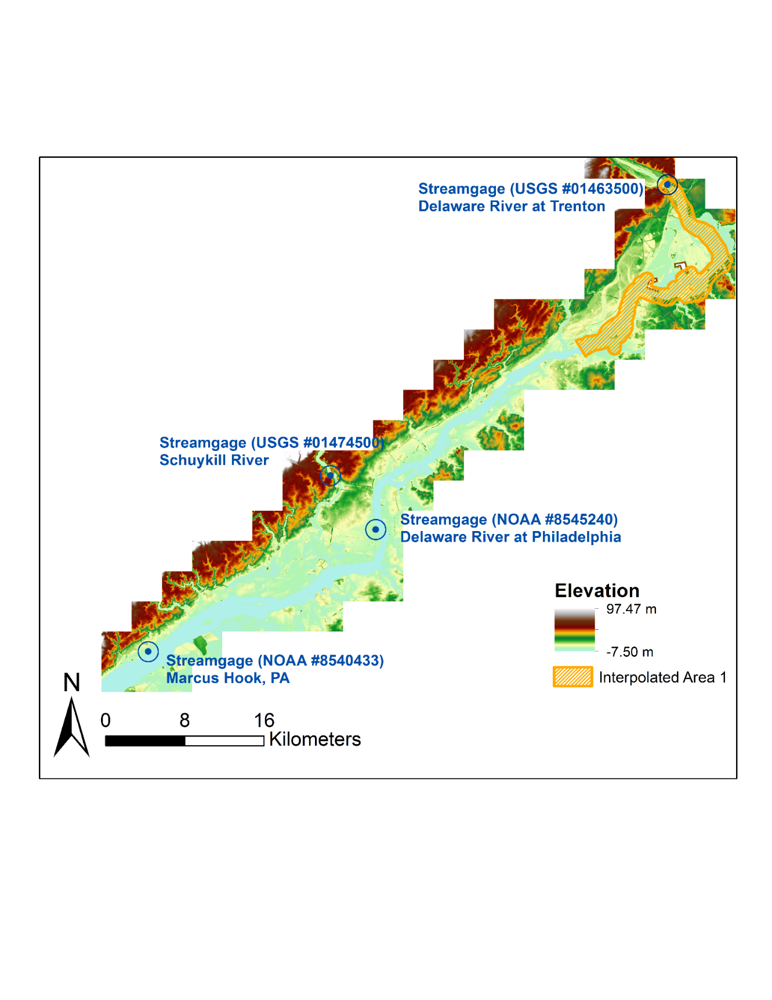 Streamgage (USGS #01463500)
Delaware River at Trenton
Streamgage (USGS #01474500)
Schuykill River
Streamgage (NOAA #8545240)
Delaware River at Philadelphia
Elevation
97.47 m
-7.50 m
Streamgage (NOAA #8540433)
Marcus Hook, PA
Interpolated Area 1
N
0 8 16
Kilometers